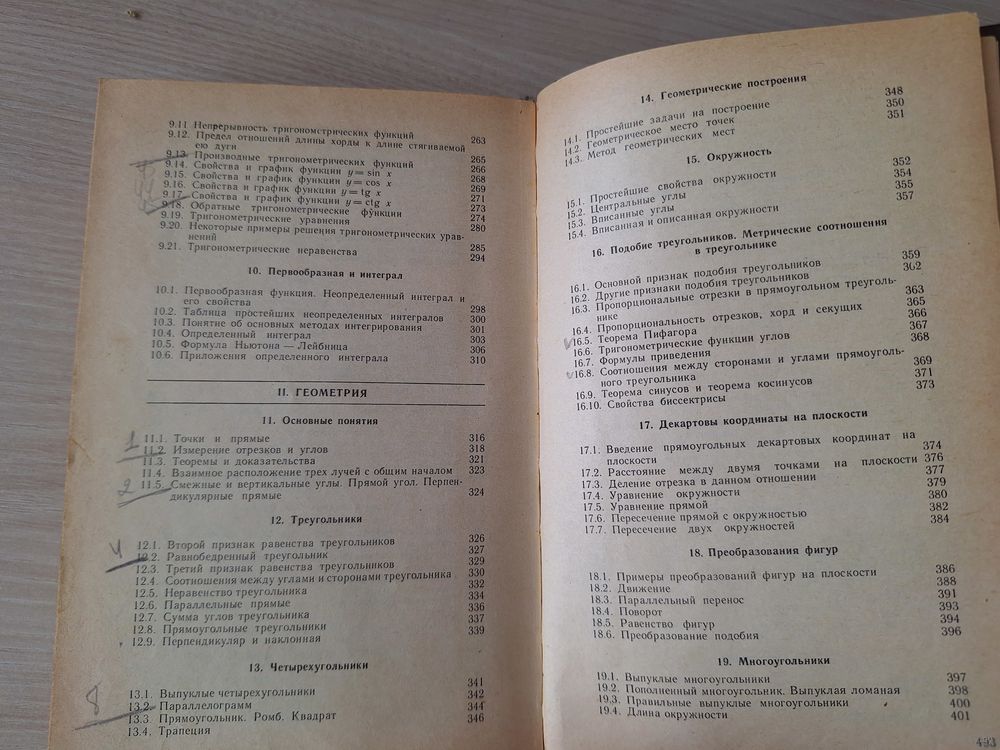 9.11 Непрерывность тригонометрических функций
9.12. Предел отношений длины хорды к длине стягиваемой
ею дуги 263
9.13. Производные тригонометрических функций 265
9.14. Свойства и график функции y = sin x 266
9.15. Свойства и график функции y = cos x 268
9.16. Свойства и график функции y = tg x 269
9.17. Свойства и график функции y = ctg x 271
9.18. Обратные тригонометрические функции 273
9.19. Тригонометрические уравнения 274
9.20. Некоторые примеры решения тригонометрических урав- 280
нений
9.21. Тригонометрические неравенства 285
294
10. Первообразная и интеграл
10.1. Первообразная функция. Неопределенный интеграл и
его свойства
10.2. Таблица простейших неопределенных интегралов 298
10.3. Понятие об основных методах интегрирования 300
10.4. Определенный интеграл 301
10.5. Формула Ньютона — Лейбница 303
306
10.6. Приложения определенного интеграла 310
II. ГЕОМЕТРИЯ
11. Основные понятия
1
11.1. Точки и прямые 316
11.2. Измерение отрезков и углов 318
11.3. Теоремы и доказательства 321
11.4. Взаимное расположение трех лучей с общим началом 323
2
11.5. Смежные и вертикальные углы. Прямой угол. Перпен-
дикулярные прямые 324
12. Треугольники
4
12.1. Второй признак равенства треугольников 326
12.2. Равнобедренный треугольник 327
12.3. Третий признак равенства треугольников 329
12.4. Соотношения между углами и сторонами треугольника 330
12.5. Неравенство треугольника 332
12.6. Параллельные прямые 334
12.7. Сумма углов треугольника 336
12.8. Прямоугольные треугольники 337
12.9. Перпендикуляр и наклонная 339
13. Четырехугольники
8
13.1. Выпуклые четырехугольники 341
13.2. Параллелограмм 342
13.3. Прямоугольник. Ромб. Квадрат 344
13.4. Трапеция 346
14. Геометрические построения
14.1. Простейшие задачи на построение 348
14.2. Геометрическое место точек 350
14.3. Метод геометрических мест 351
15. Окружность
15.1. Простейшие свойства окружности 352
15.2. Центральные углы 354
15.3. Вписанные углы 355
15.4. Вписанная и описанная окружности 357
16. Подобие треугольников. Метрические соотношения
в треугольнике
16.1. Основной признак подобия треугольников 359
16.2. Другие признаки подобия треугольников 362
16.3. Пропорциональные отрезки в прямоугольном треуголь-
нике 363
16.4. Пропорциональность отрезков, хорд и секущих 365
16.5. Теорема Пифагора 366
16.6. Тригонометрические функции углов 367
16.7. Формулы приведения 368
16.8. Соотношения между сторонами и углами прямоуголь-
ного треугольника 369
16.9. Теорема синусов и теорема косинусов 371
16.10. Свойства биссектрисы 373
17. Декартовы координаты на плоскости
17.1. Введение прямоугольных декартовых координат на
плоскости 374
17.2. Расстояние между двумя точками на плоскости 376
17.3. Деление отрезка в данном отношении 377
17.4. Уравнение окружности 379
17.5. Уравнение прямой 380
17.6. Пересечение прямой с окружностью 382
17.7. Пересечение двух окружностей 384
18. Преобразования фигур
18.1. Примеры преобразований фигур на плоскости 386
18.2. Движение 388
18.3. Параллельный перенос 391
18.4. Поворот 393
18.5. Равенство фигур 394
18.6. Преобразование подобия 396
19. Многоугольники
19.1. Выпуклые многоугольники 397
19.2. Пополненный многоугольник. Выпуклая ломаная 398
19.3. Правильные выпуклые многоугольники 400
19.4. Длина окружности 401
493